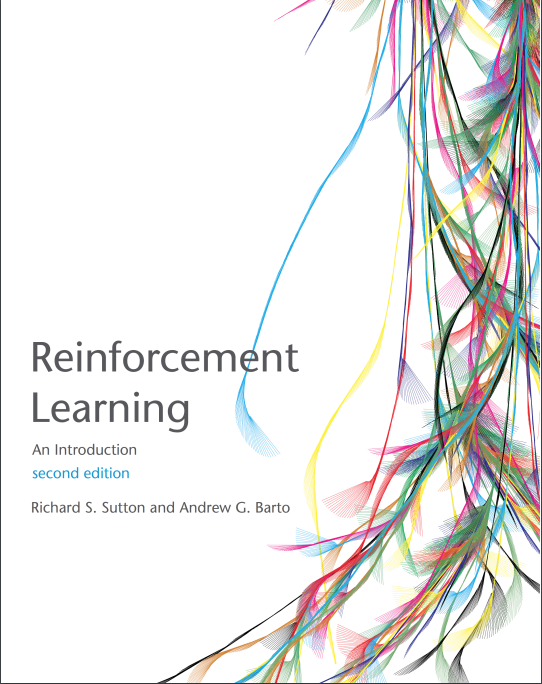 Reinforcement
Learning
An Introduction
second edition
Richard S. Sutton and Andrew G. Barto